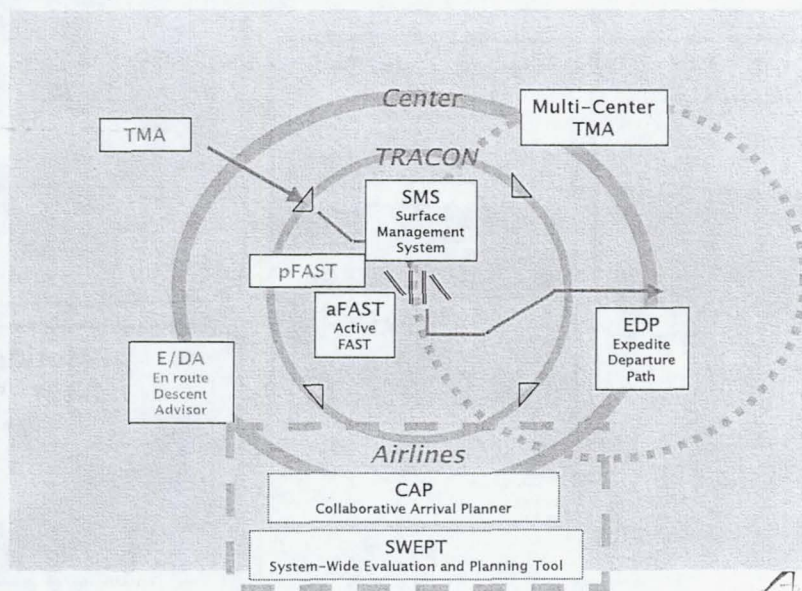 Center
Multi-Center
TMA
TMA
TRACON
SMS
Surface
Management
System
pFAST
aFAST
Active
FAST
EDP
Expedite
Departure
Path
E/DA
En route
Descent
Advisor
Airlines
CAP
Collaborative Arrival Planner
SWEPT
System-Wide Evaluation and Planning Tool